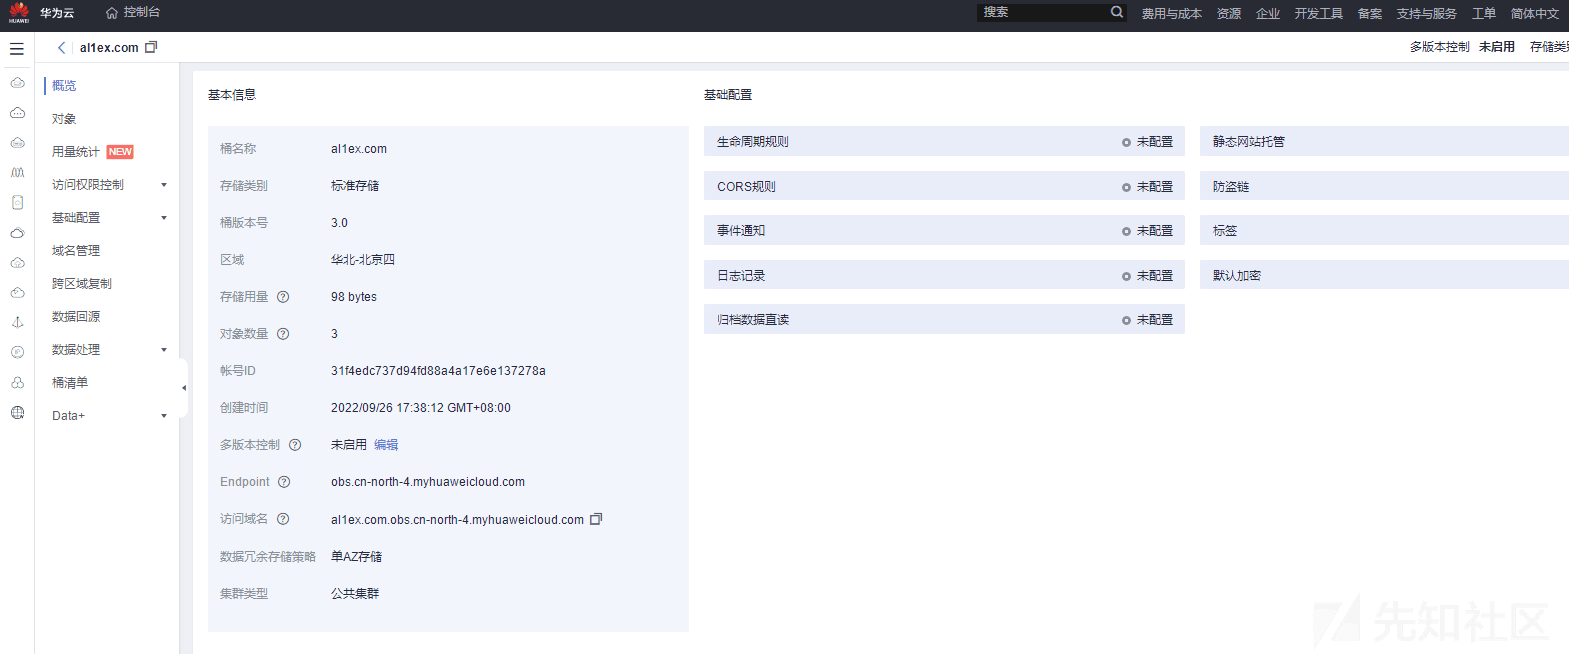 HUAWEI 华为云 控制台 搜索 费用与成本 资源 企业 开发工具 备案 支持与服务 工单 简体中文
al1ex.com 多版本控制 未启用 存储类别
概览
对象
用量统计 NEW
访问权限控制
基础配置
域名管理
跨区域复制
数据回源
数据处理
桶清单
Data+
基本信息
桶名称 al1ex.com
存储类别 标准存储
桶版本号 3.0
区域 华北-北京四
存储用量 98 bytes
对象数量 3
帐号ID 31f4edc737d94fd88a4a17e6e137278a
创建时间 2022/09/26 17:38:12 GMT+08:00
多版本控制 未启用 编辑
Endpoint obs.cn-north-4.myhuaweicloud.com
访问域名 al1ex.com.obs.cn-north-4.myhuaweicloud.com
数据冗余存储策略 单AZ存储
集群类型 公共集群
基础配置
生命周期规则 未配置 静态网站托管
CORS规则 未配置 防盗链
事件通知 未配置 标签
日志记录 未配置 默认加密
归档数据直读 未配置
先知社区